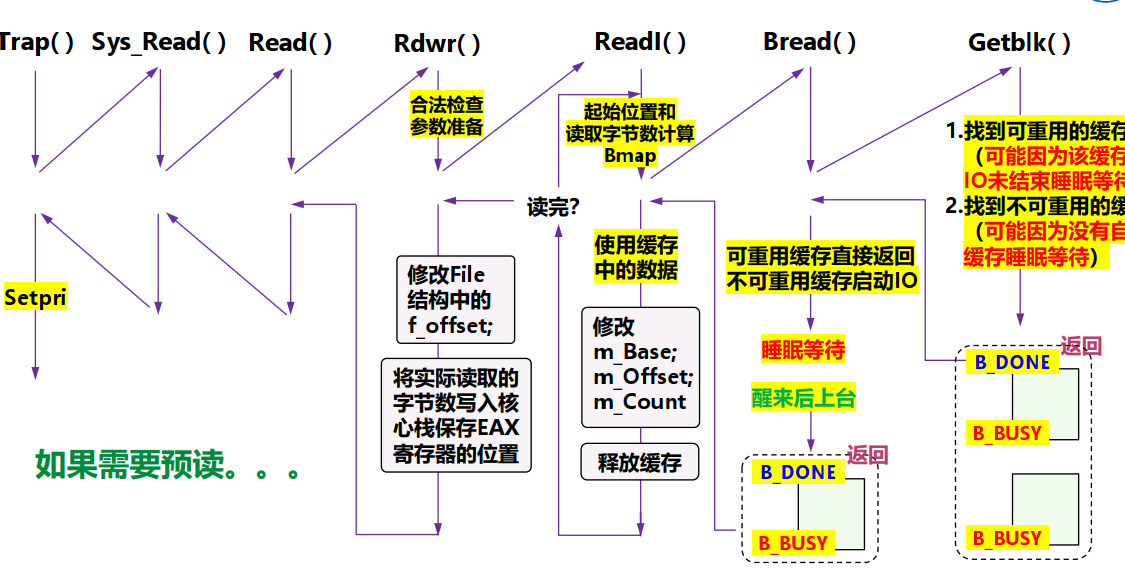 Trap( ) Sys_Read( ) Read( ) Rdwr( ) ReadI( ) Bread( ) Getblk( )
合法检查
参数准备
起始位置和
读取字节数计算
Bmap
1.找到可重用的缓存
（可能因为该缓存
IO未结束睡眠等待
2.找到不可重用的缓
（可能因为没有自
缓存睡眠等待）
读完?
使用缓存
中的数据
可重用缓存直接返回
不可重用缓存启动IO
Setpri
修改File
结构中的
f_offset;
修改
m_Base;
m_Offset;
m_Count
睡眠等待
醒来后上台
返回
B_DONE
B_BUSY
将实际读取的
字节数写入核
心栈保存EAX
寄存器的位置
释放缓存
返回
B_DONE
B_BUSY
B_BUSY
如果需要预读。。。